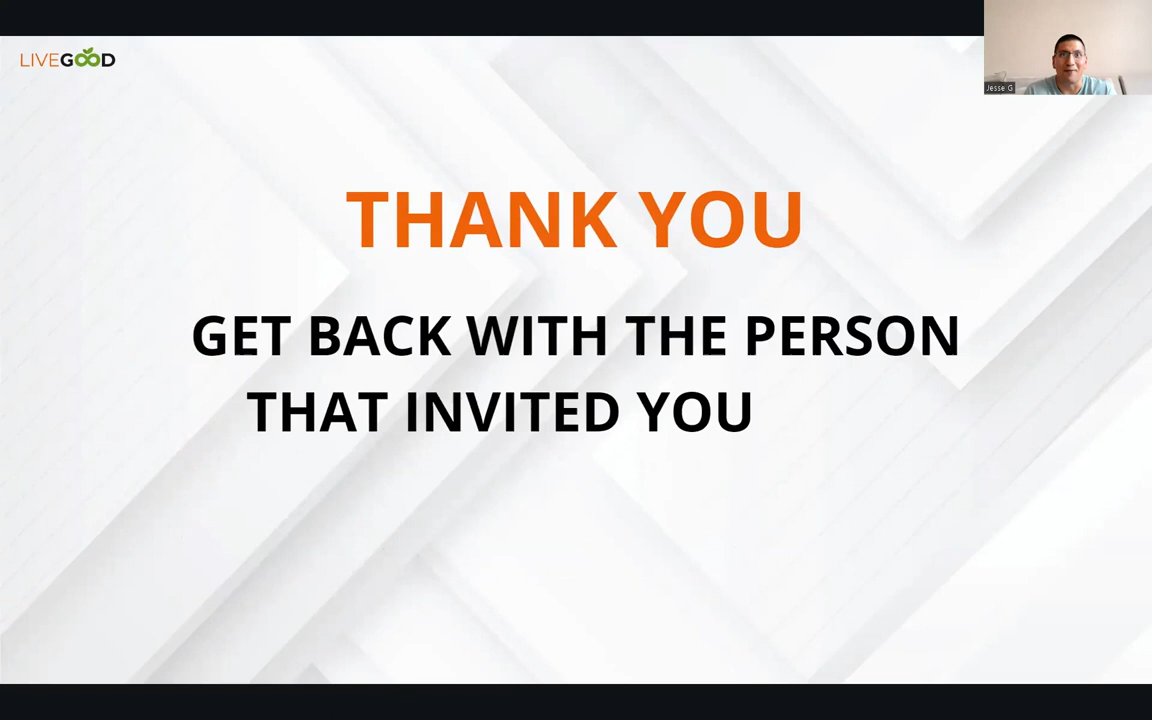 LIVEGOOD
Jesse G
THANK YOU
GET BACK WITH THE PERSON
THAT INVITED YOU